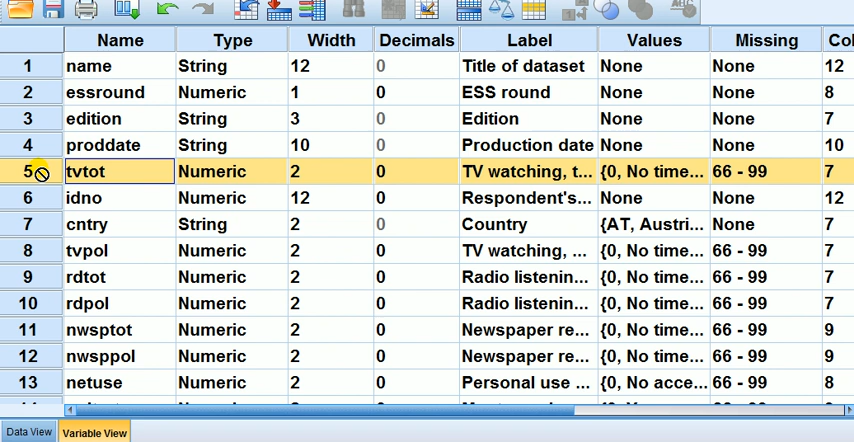 Name Type Width Decimals Label Values Missing Col
1 name String 12 0 Title of dataset None None 12
2 essround Numeric 1 0 ESS round None None 8
3 edition String 3 0 Edition None None 7
4 proddate String 10 0 Production date None None 10
5 tvtot Numeric 2 0 TV watching, t... {0, No time... 66 - 99 7
6 idno Numeric 12 0 Respondent's... None None 12
7 cntry String 2 0 Country {AT, Austri... None 7
8 tvpol Numeric 2 0 TV watching, ... {0, No time... 66 - 99 7
9 rdtot Numeric 2 0 Radio listenin... {0, No time... 66 - 99 7
10 rdpol Numeric 2 0 Radio listenin... {0, No time... 66 - 99 7
11 nwsptot Numeric 2 0 Newspaper re... {0, No time... 66 - 99 9
12 nwsppol Numeric 2 0 Newspaper re... {0, No time... 66 - 99 9
13 netuse Numeric 2 0 Personal use ... {0, No acce... 66 - 99 8
Data View Variable View